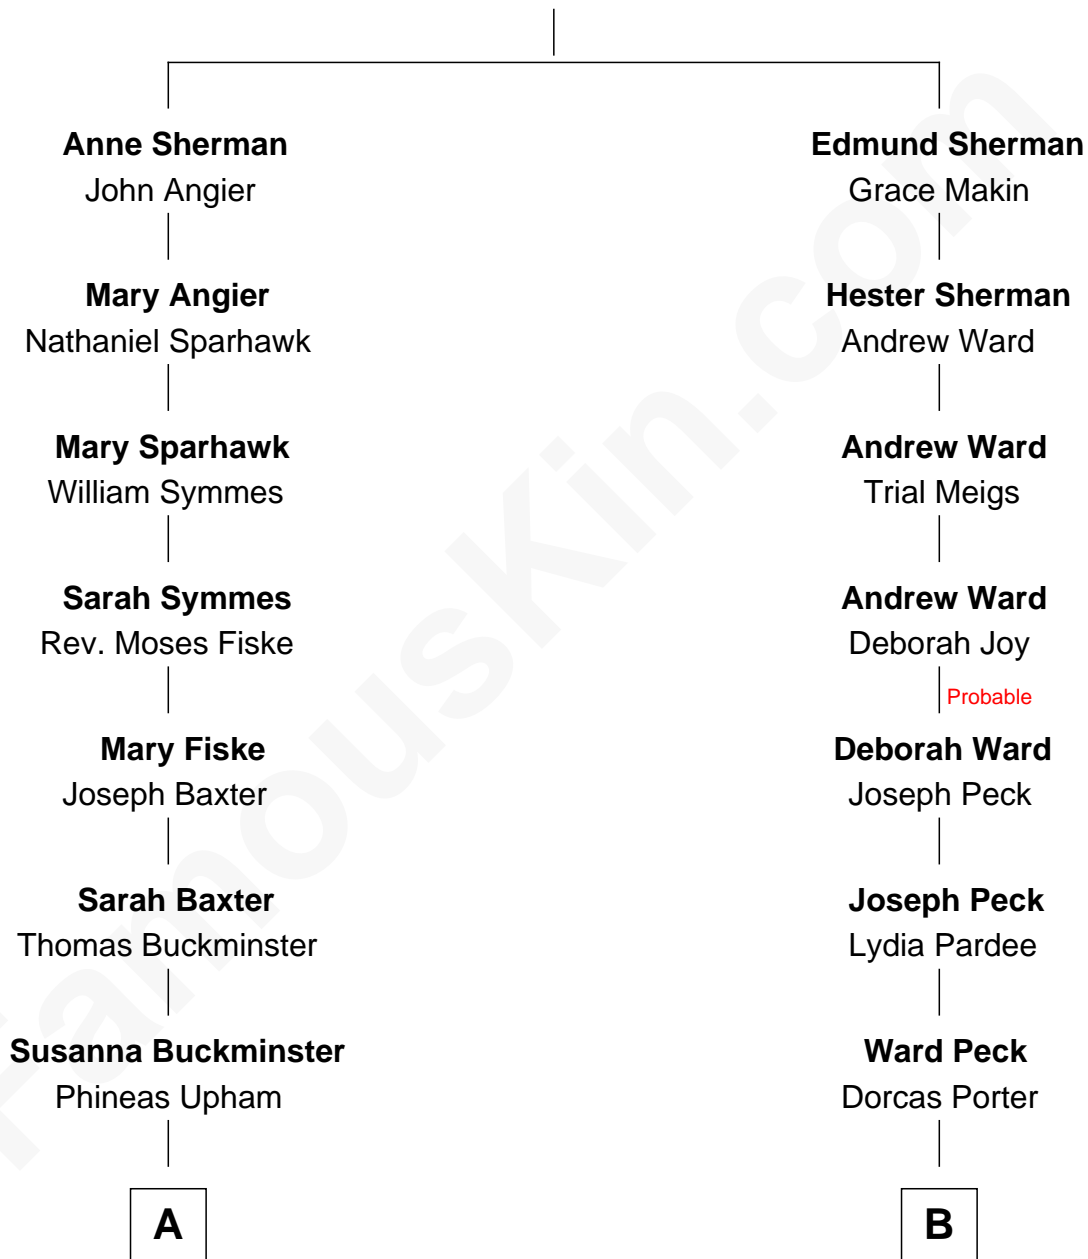 Anne Sherman
John Angier
Mary Angier
Nathaniel Sparhawk
Mary Sparhawk
William Symmes
Sarah Symmes
Rev. Moses Fiske
Mary Fiske
Joseph Baxter
Sarah Baxter
Thomas Buckminster
Susanna Buckminster
Phineas Upham
A
Edmund Sherman
Grace Makin
Hester Sherman
Andrew Ward
Andrew Ward
Trial Meigs
Andrew Ward
Deborah Joy
Probable
Deborah Ward
Joseph Peck
Joseph Peck
Lydia Pardee
Ward Peck
Dorcas Porter
B
FamousKin.com